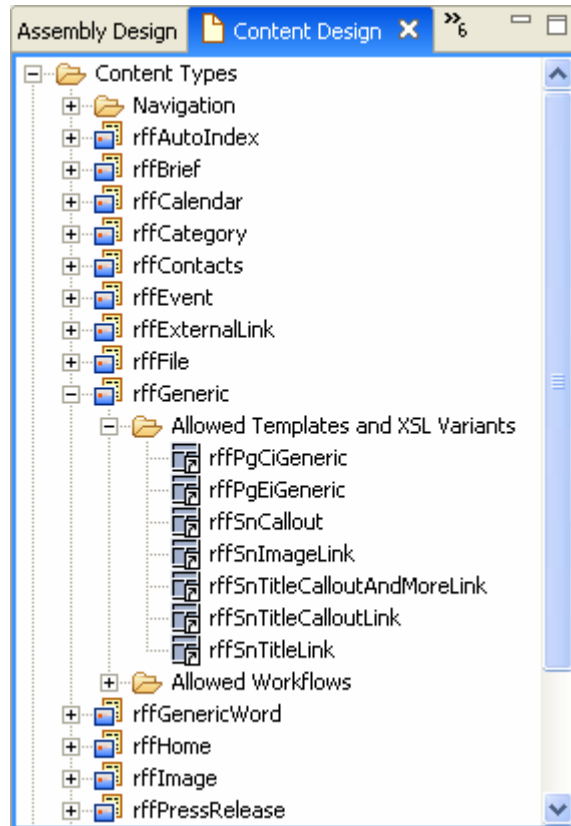 Assembly Design Content Design »6
Content Types
Navigation
rffAutoIndex
rffBrief
rffCalendar
rffCategory
rffContacts
rffEvent
rffExternalLink
rffFile
rffGeneric
Allowed Templates and XSL Variants
rffPgCiGeneric
rffPgEiGeneric
rffSnCallout
rffSnImageLink
rffSnTitleCalloutAndMoreLink
rffSnTitleCalloutLink
rffSnTitleLink
Allowed Workflows
rffGenericWord
rffHome
rffImage
rffPressRelease